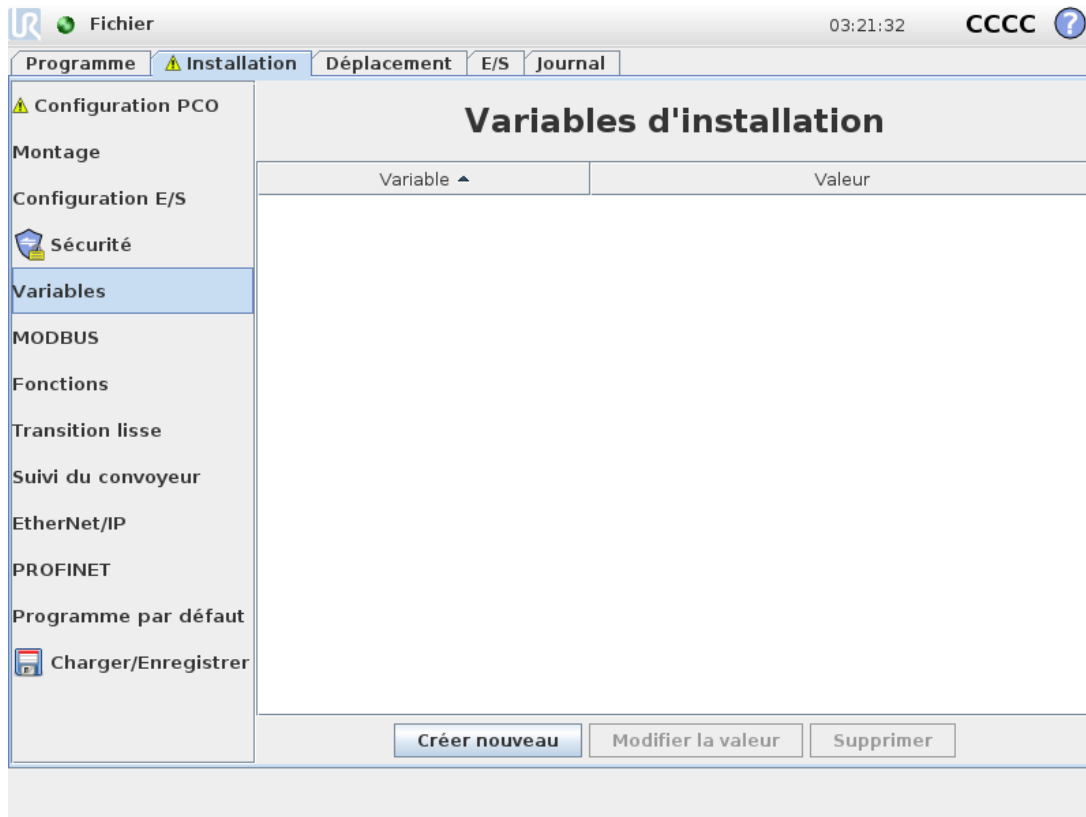 UR Fichier 03:21:32 CCCC ?
Programme Installation Déplacement E/S Journal
Configuration PCO
Montage
Configuration E/S
Sécurité
Variables
MODBUS
Fonctions
Transition lisse
Suivi du convoyeur
EtherNet/IP
PROFINET
Programme par défaut
Charger/Enregistrer
Variables d'installation
Variable Valeur
Créer nouveau Modifier la valeur Supprimer